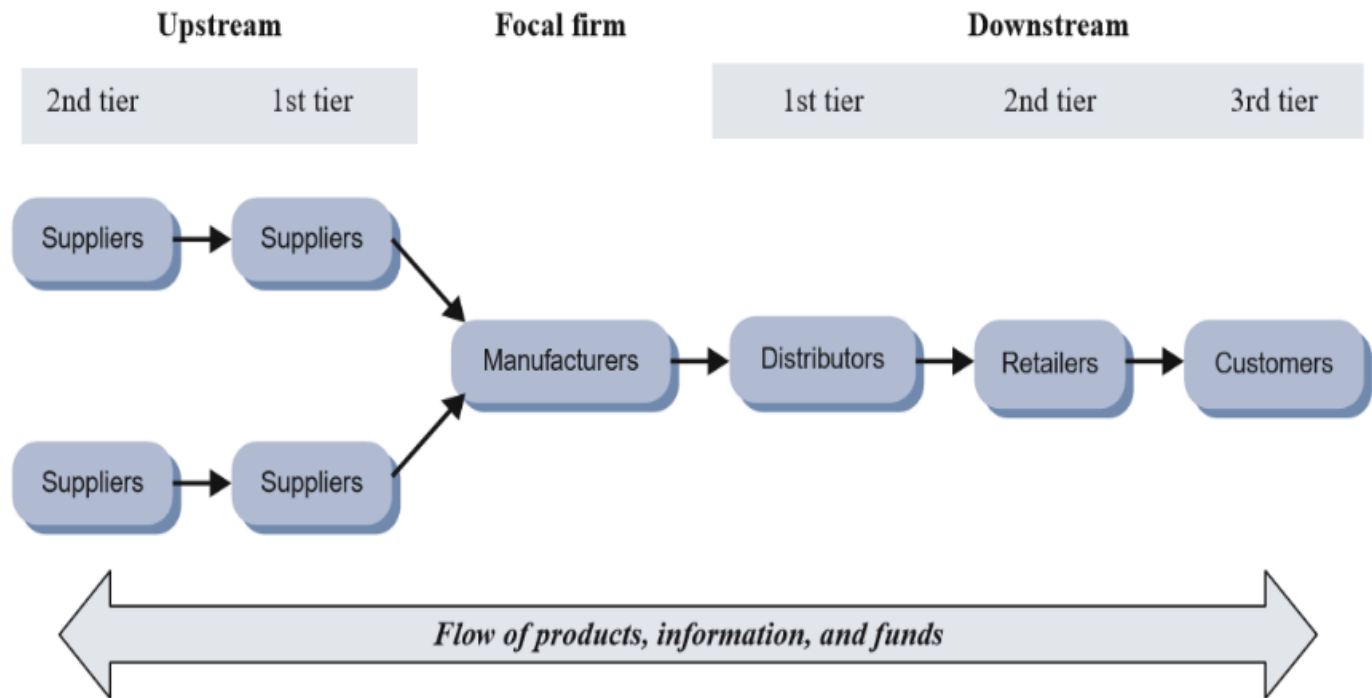 Upstream Focal firm Downstream
2nd tier 1st tier 1st tier 2nd tier 3rd tier
Suppliers Suppliers
Manufacturers Distributors Retailers Customers
Suppliers Suppliers
Flow of products, information, and funds